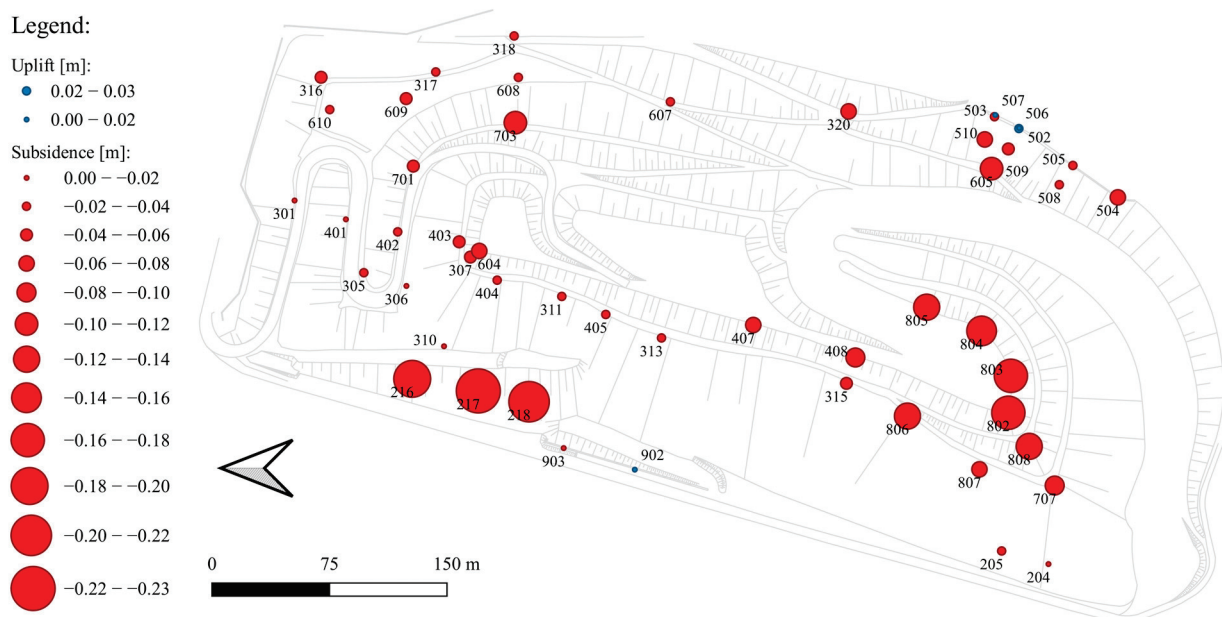 Legend:
Uplift [m]:
0.02 − 0.03
0.00 − 0.02
Subsidence [m]:
0.00 − −0.02
−0.02 − −0.04
−0.04 − −0.06
−0.06 − −0.08
−0.08 − −0.10
−0.10 − −0.12
−0.12 − −0.14
−0.14 − −0.16
−0.16 − −0.18
−0.18 − −0.20
−0.20 − −0.22
−0.22 − −0.23
318
316
317
608
610
609
703
607
320
503
507
506
510
502
509
505
605
508
504
701
301
401
402
403
307
604
305
306
404
311
405
310
313
407
408
315
805
804
803
802
806
808
807
707
216
217
218
903
902
205
204
0
75
150 m